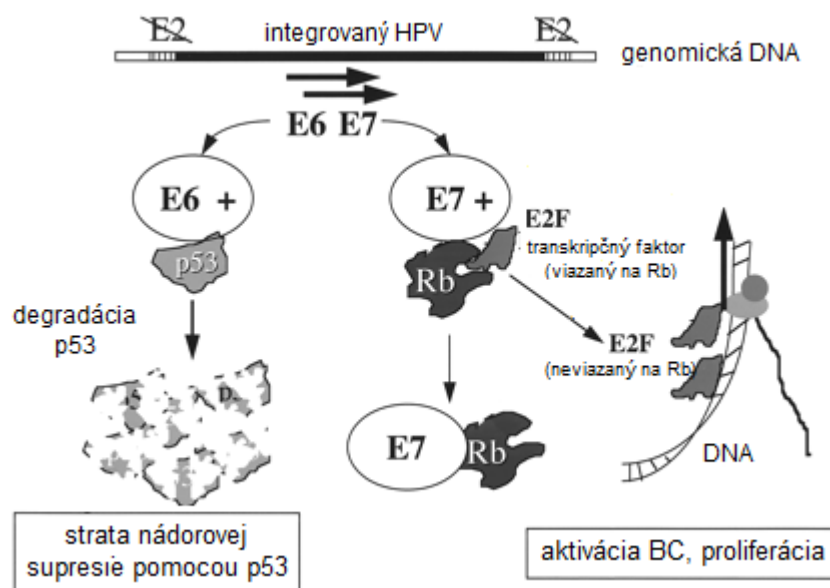 E2
integrovaný HPV
E2
genomická DNA
E6 E7
E6 +
E7 +
p53
E2F
transkripčný faktor
(viazaný na Rb)
Rb
degradácia
p53
E2F
(neviazaný na Rb)
E7
Rb
DNA
strata nádorovej
supresie pomocou p53
aktivácia BC, proliferácia